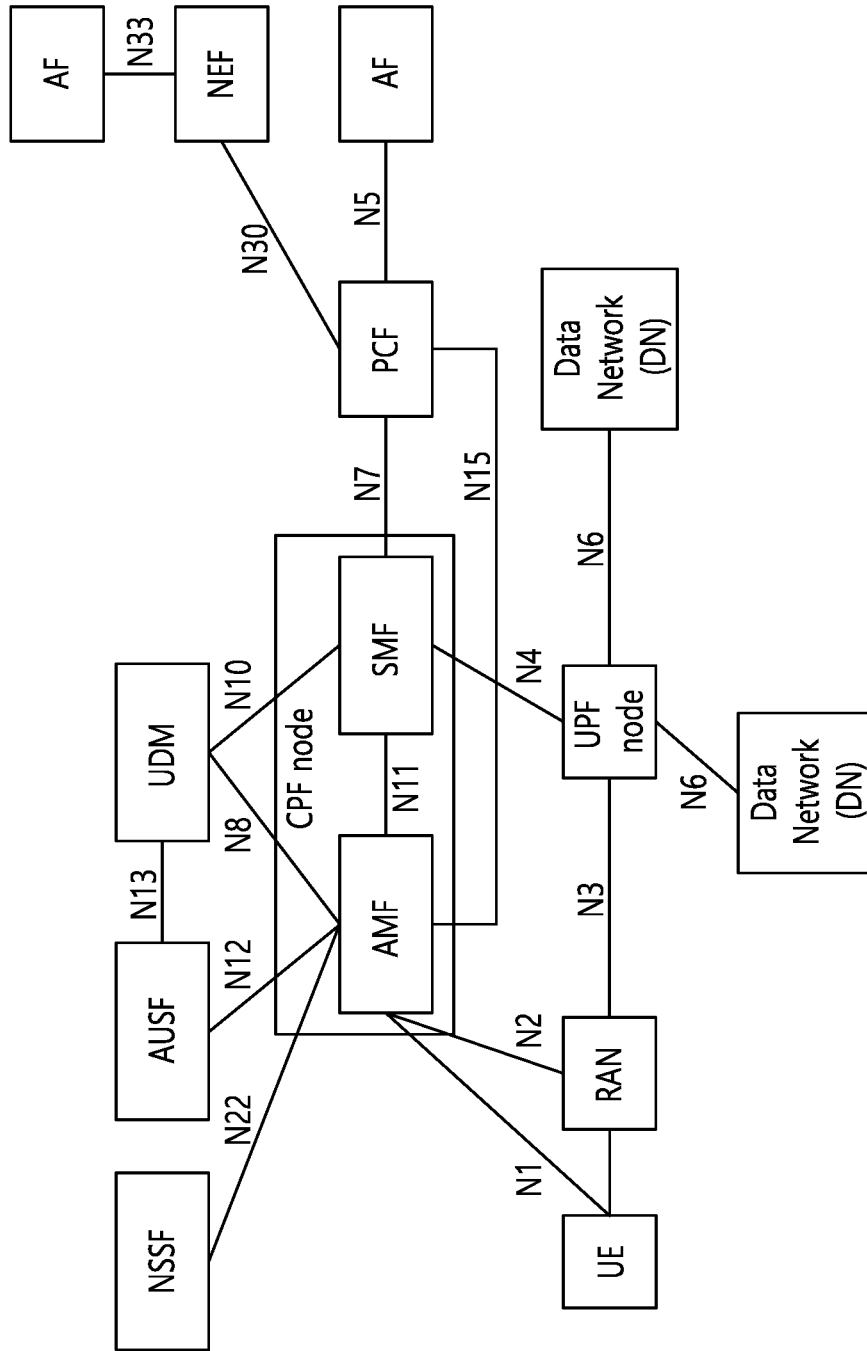 AF
NSSF
AUSF
N13
UDM
N33
NEF
N22
N12
N8
N10
N30
CPF node
AMF
N11
SMF
N7
PCF
N5
AF
N15
N1
N2
N4
UE
RAN
N3
UPF
node
N6
Data
Network
(DN)
N6
Data
Network
(DN)